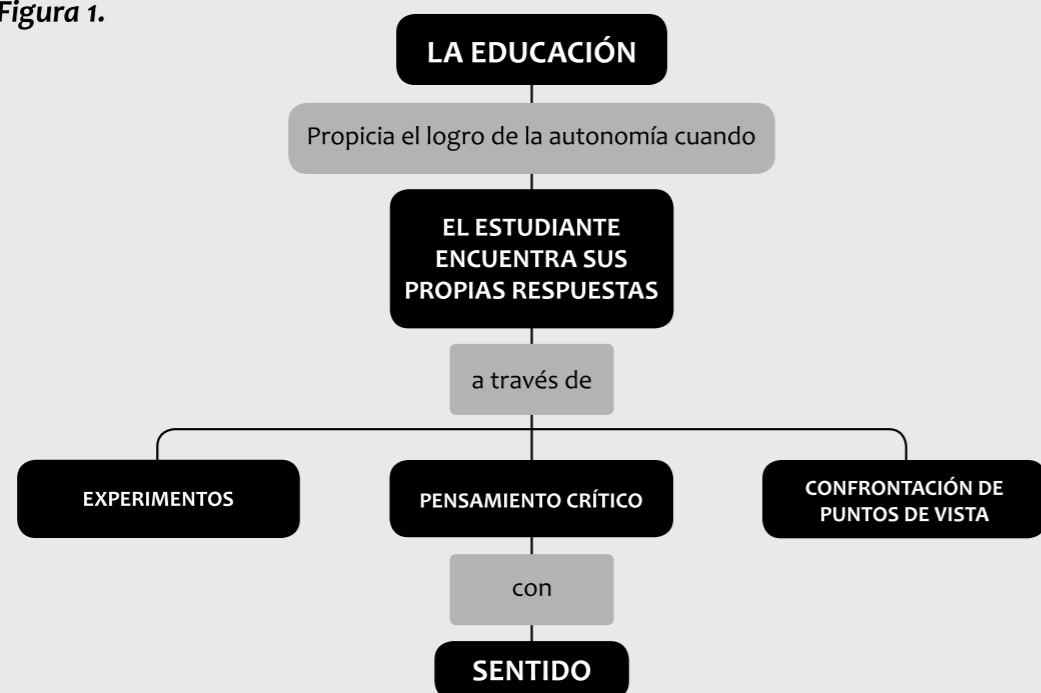 Figura 1.
LA EDUCACIÓN
Propicia el logro de la autonomía cuando
EL ESTUDIANTE
ENCUENTRA SUS
PROPIAS RESPUESTAS
a través de
EXPERIMENTOS
PENSAMIENTO CRÍTICO
CONFRONTACIÓN DE
PUNTOS DE VISTA
con
SENTIDO